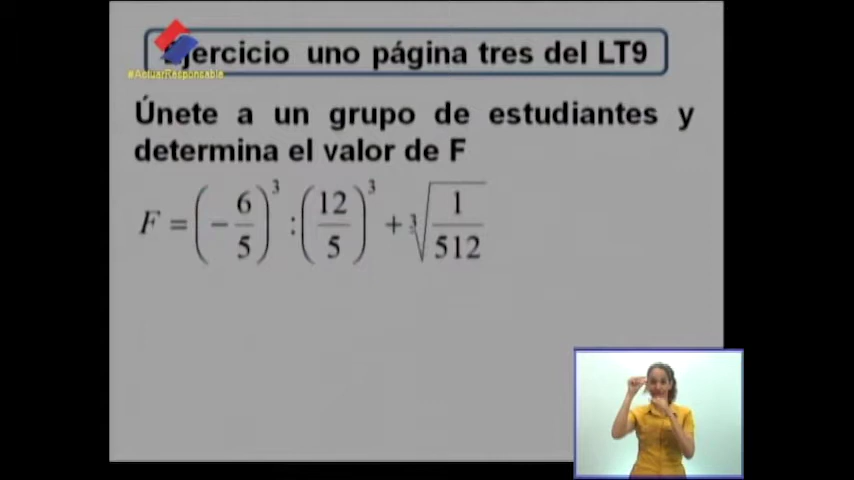 Ejercicio uno página tres del LT9
#ActuarResponsable
Únete a un grupo de estudiantes y
determina el valor de F
F = (− 6/5)³ : (12/5)³ + ∛(1/512)